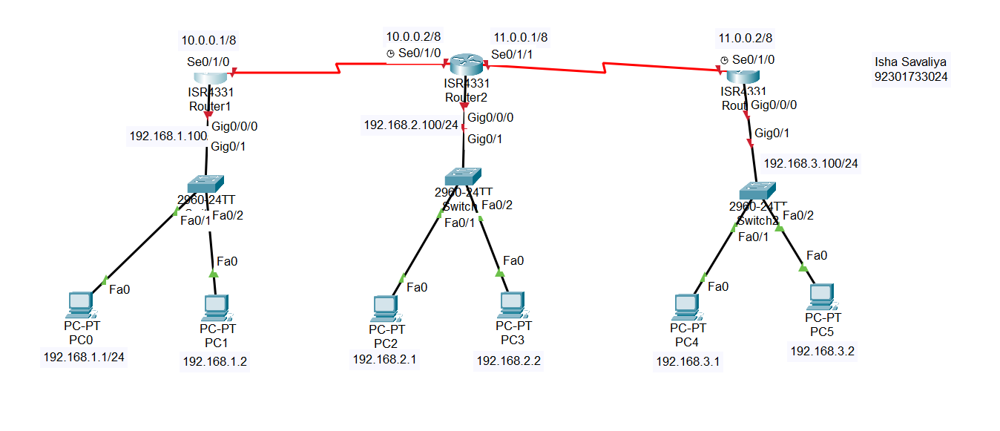 10.0.0.1/8
Se0/1/0
ISR4331
Router1
Gig0/0/0
192.168.1.100
Gig0/1
2960-24TT
Fa0/1
Fa0/2
Fa0
Fa0
PC-PT
PC0
192.168.1.1/24
PC-PT
PC1
192.168.1.2
10.0.0.2/8
Se0/1/0
11.0.0.1/8
Se0/1/1
ISR4331
Router2
Gig0/0/0
192.168.2.100/24
Gig0/1
2960-24TT
Switch
Fa0/2
Fa0/1
Fa0
Fa0
PC-PT
PC2
192.168.2.1
PC-PT
PC3
192.168.2.2
11.0.0.2/8
Se0/1/0
ISR4331
Rout
Gig0/0/0
Gig0/1
192.168.3.100/24
2960-24TT
Switch2
Fa0/2
Fa0/1
Fa0
Fa0
PC-PT
PC4
192.168.3.1
PC-PT
PC5
192.168.3.2
Isha Savaliya
92301733024